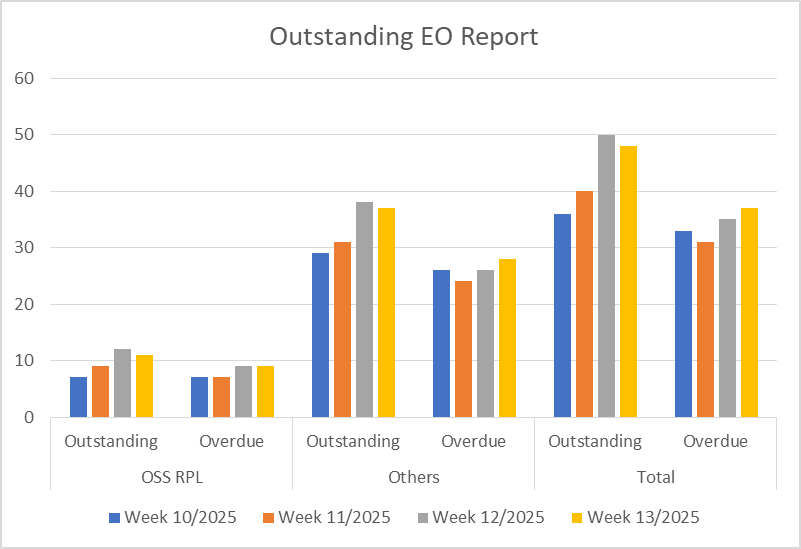 Outstanding EO Report
60
50
40
30
20
10
0
Outstanding Overdue Outstanding Overdue Outstanding Overdue
OSS RPL Others Total
Week 10/2025 Week 11/2025 Week 12/2025 Week 13/2025